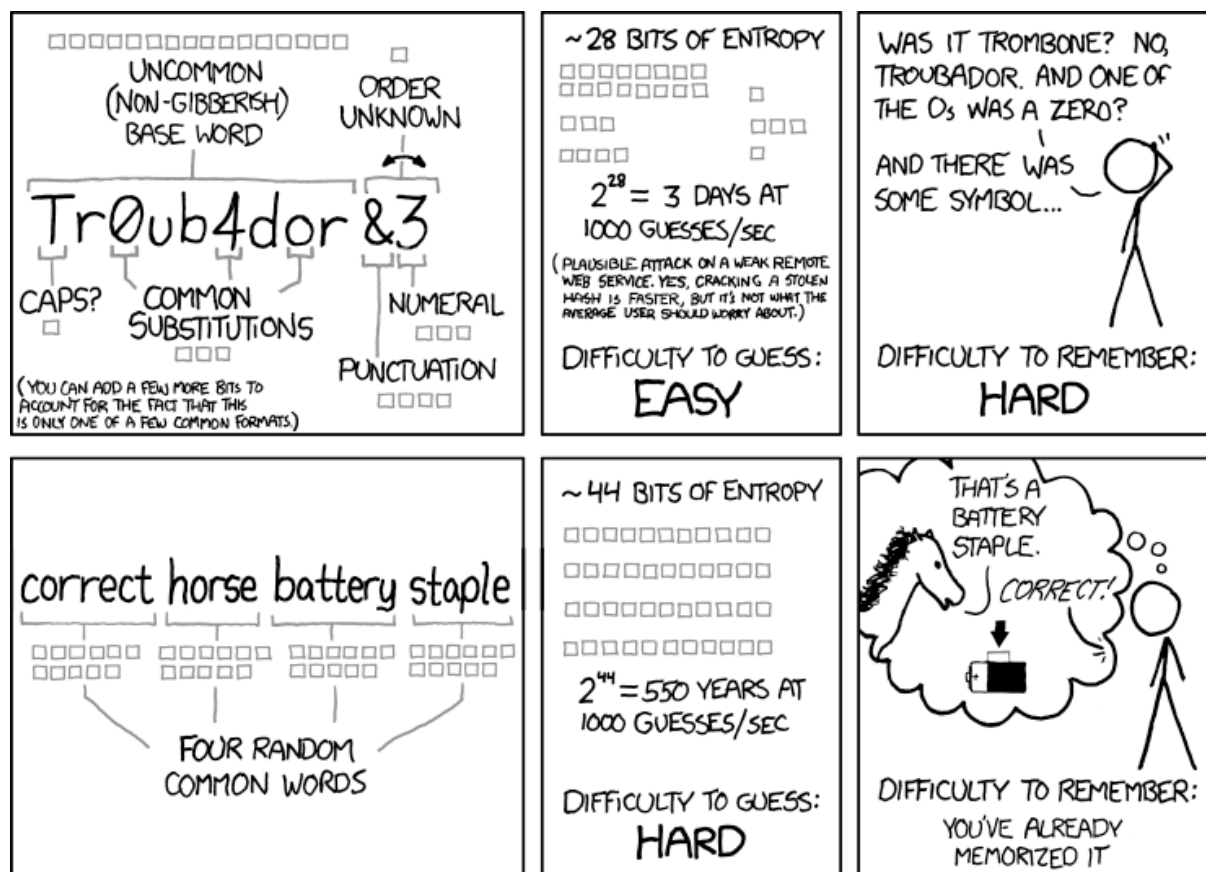 UNCOMMON
(NON-GIBBERISH)
BASE WORD
ORDER
UNKNOWN
Tr0ub4dor &3
CAPS?
COMMON
SUBSTITUTIONS
NUMERAL
PUNCTUATION
(YOU CAN ADD A FEW MORE BITS TO
ACCOUNT FOR THE FACT THAT THIS
IS ONLY ONE OF A FEW COMMON FORMATS.)
~28 BITS OF ENTROPY
2^28 = 3 DAYS AT
1000 GUESSES/SEC
(PLAUSIBLE ATTACK ON A WEAK REMOTE
WEB SERVICE. YES, CRACKING A STOLEN
HASH IS FASTER, BUT IT'S NOT WHAT THE
AVERAGE USER SHOULD WORRY ABOUT.)
DIFFICULTY TO GUESS:
EASY
WAS IT TROMBONE? NO,
TROUBADOR. AND ONE OF
THE Os WAS A ZERO?
AND THERE WAS
SOME SYMBOL...
DIFFICULTY TO REMEMBER:
HARD
correct horse battery staple
FOUR RANDOM
COMMON WORDS
~44 BITS OF ENTROPY
2^44 = 550 YEARS AT
1000 GUESSES/SEC
DIFFICULTY TO GUESS:
HARD
THAT'S A
BATTERY
STAPLE.
CORRECT!
+
DIFFICULTY TO REMEMBER:
YOU'VE ALREADY
MEMORIZED IT